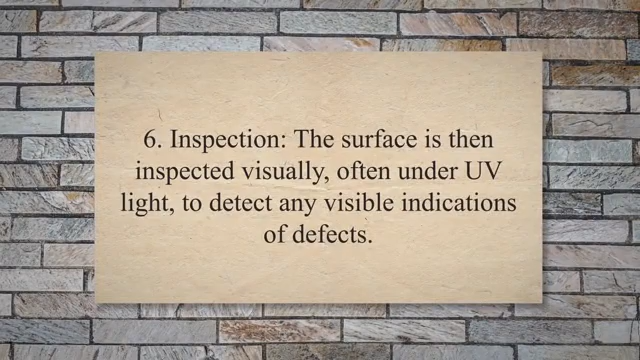 6. Inspection: The surface is then
inspected visually, often under UV
light, to detect any visible indications
of defects.